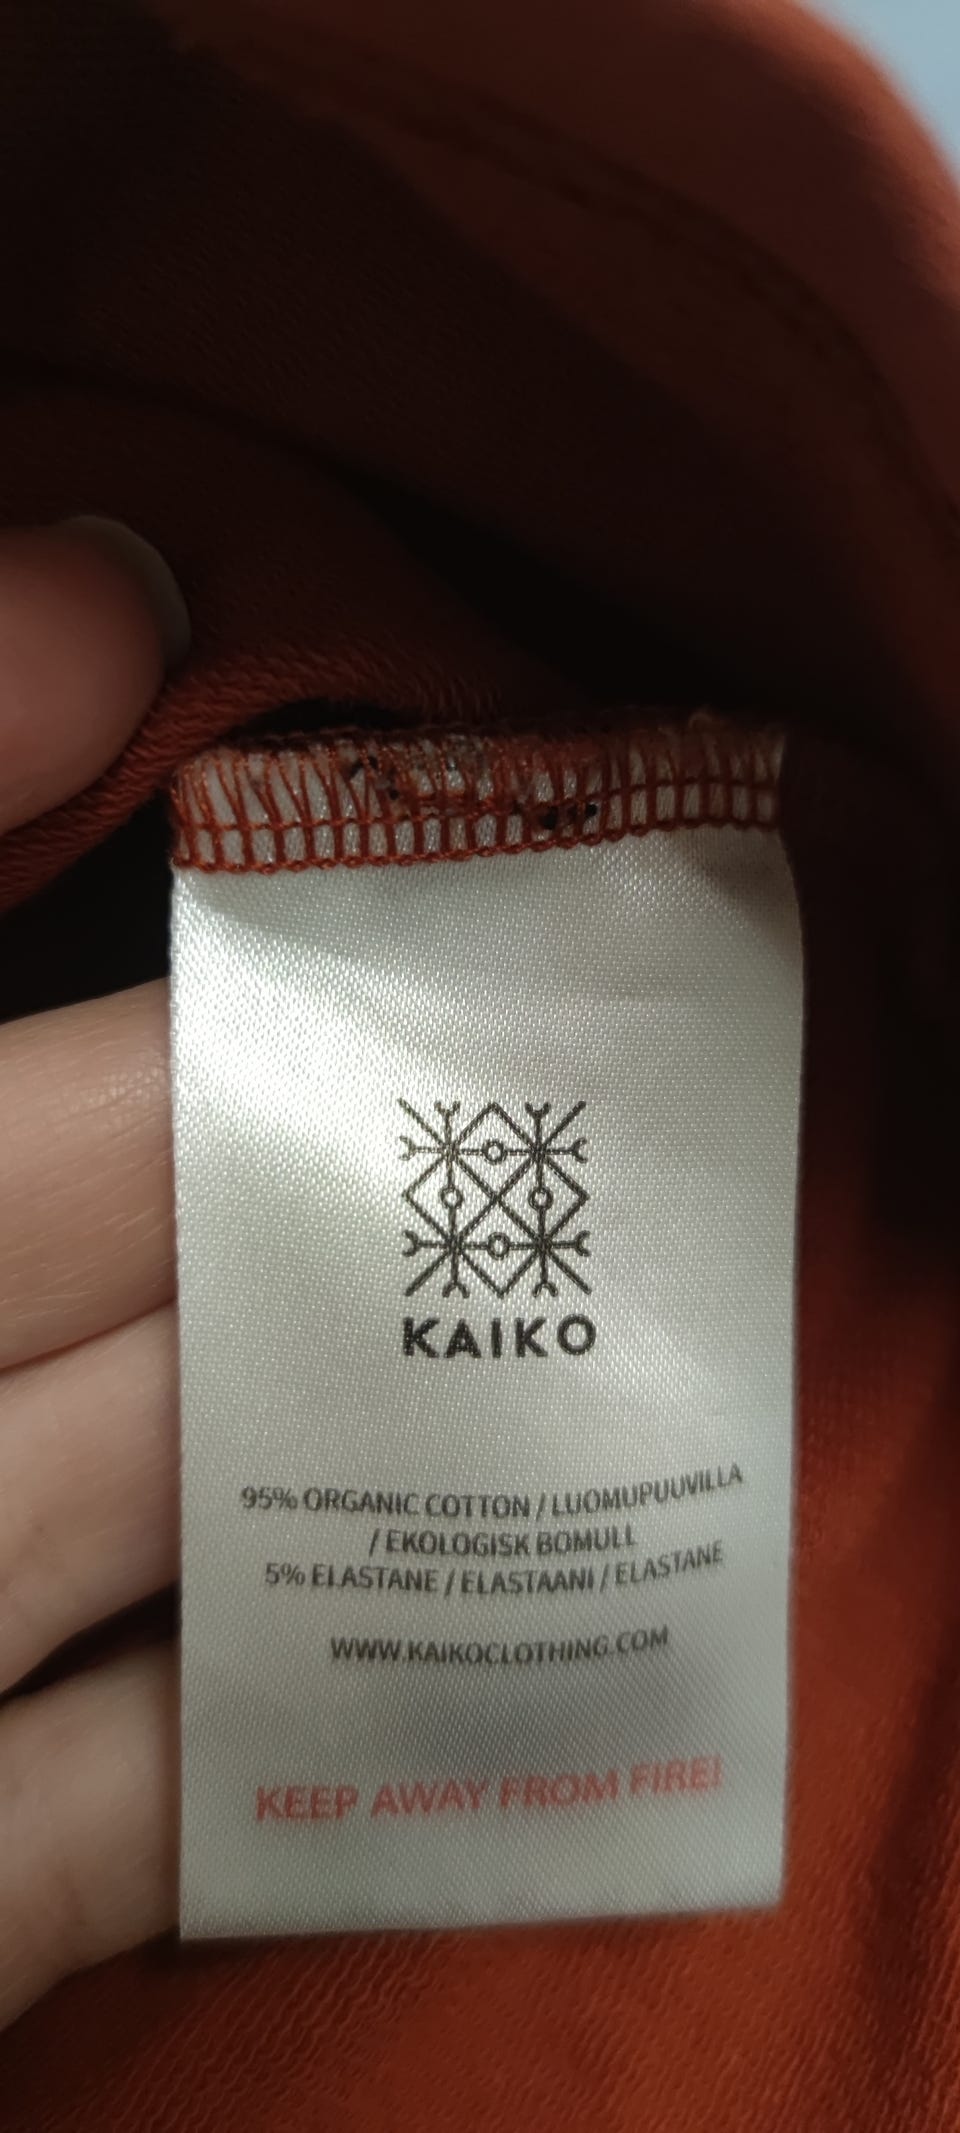 KAIKO
95% ORGANIC COTTON / LUOMUPUUVILLA
/ EKOLOGISK BOMULL
5% ELASTANE / ELASTAANI / ELASTANE
WWW.KAIKOCLOTHING.COM
KEEP AWAY FROM FIRE!